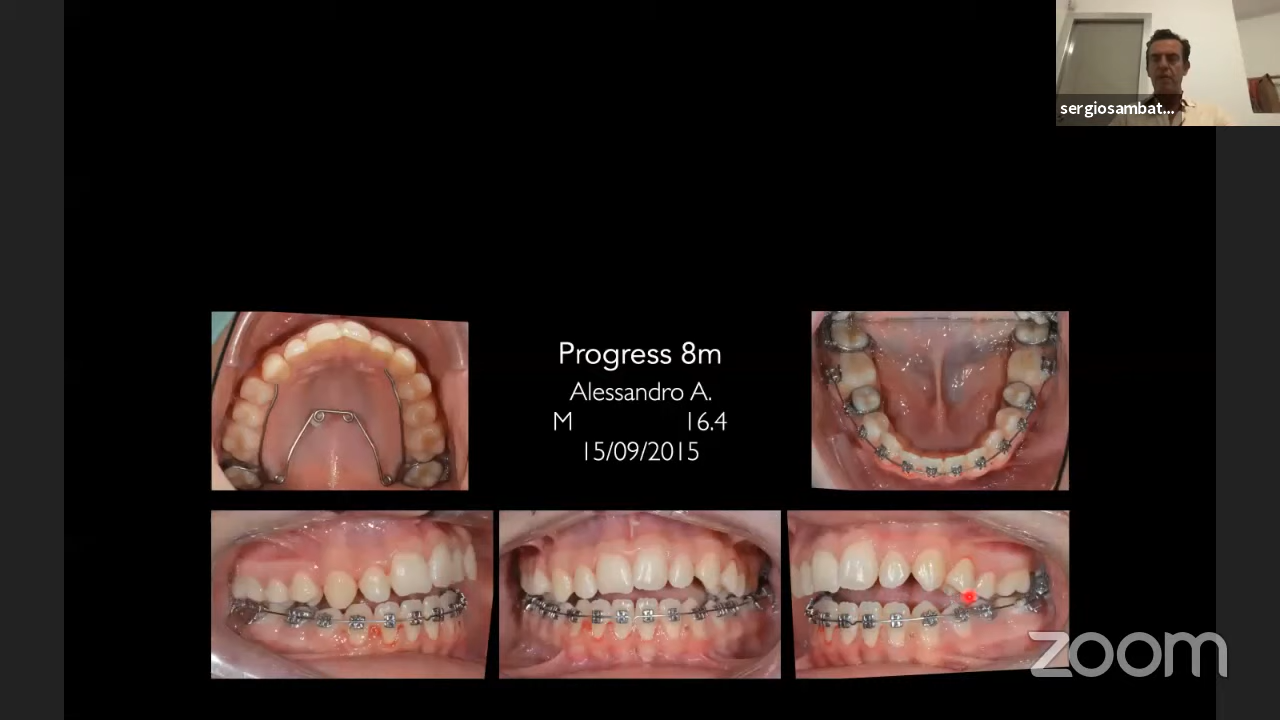 sergiosambat...
Progress 8m
Alessandro A.
M 16.4
15/09/2015
zoom